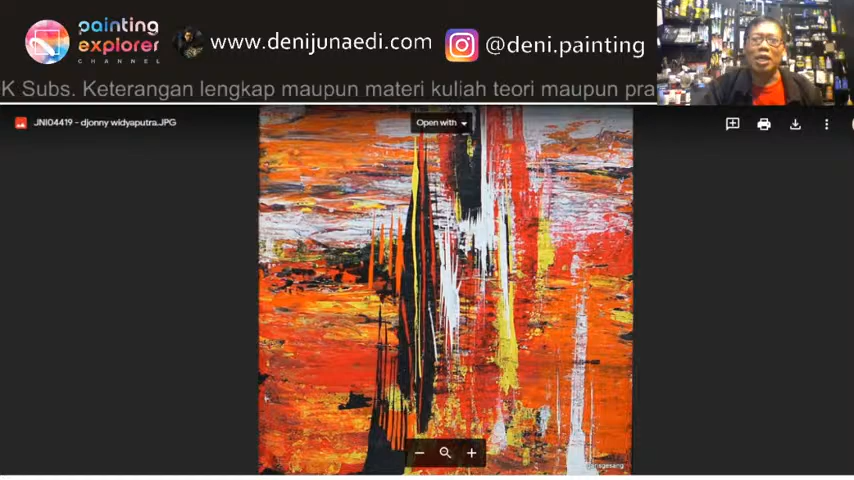 painting
explorer
CHANNEL
www.denijunaedi.com
@deni.painting
K Subs. Keterangan lengkap maupun materi kuliah teori maupun pra
JNI04419 - djonny widyaputra.JPG
Open with